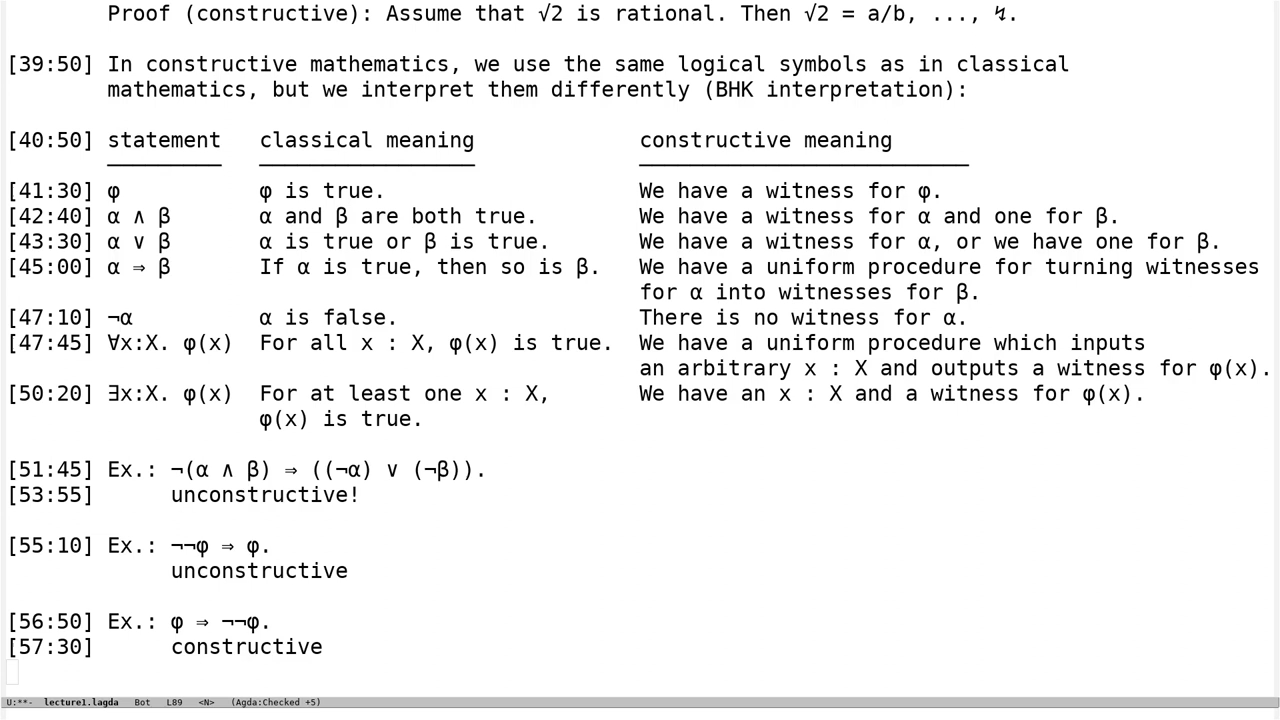 Proof (constructive): Assume that √2 is rational. Then √2 = a/b, ..., ↯.
[39:50] In constructive mathematics, we use the same logical symbols as in classical
mathematics, but we interpret them differently (BHK interpretation):
[40:50] statement   classical meaning             constructive meaning
[41:30] φ           φ is true.                    We have a witness for φ.
[42:40] α ∧ β       α and β are both true.        We have a witness for α and one for β.
[43:30] α ∨ β       α is true or β is true.       We have a witness for α, or we have one for β.
[45:00] α ⇒ β       If α is true, then so is β.   We have a uniform procedure for turning witnesses
for α into witnesses for β.
[47:10] ¬α          α is false.                   There is no witness for α.
[47:45] ∀x:X. φ(x)  For all x : X, φ(x) is true.  We have a uniform procedure which inputs
an arbitrary x : X and outputs a witness for φ(x).
[50:20] ∃x:X. φ(x)  For at least one x : X,       We have an x : X and a witness for φ(x).
φ(x) is true.
[51:45] Ex.: ¬(α ∧ β) ⇒ ((¬α) ∨ (¬β)).
[53:55]      unconstructive!
[55:10] Ex.: ¬¬φ ⇒ φ.
unconstructive
[56:50] Ex.: φ ⇒ ¬¬φ.
[57:30]      constructive
U:**-  lecture1.lagda   Bot   L89   <N>   (Agda:Checked +5)